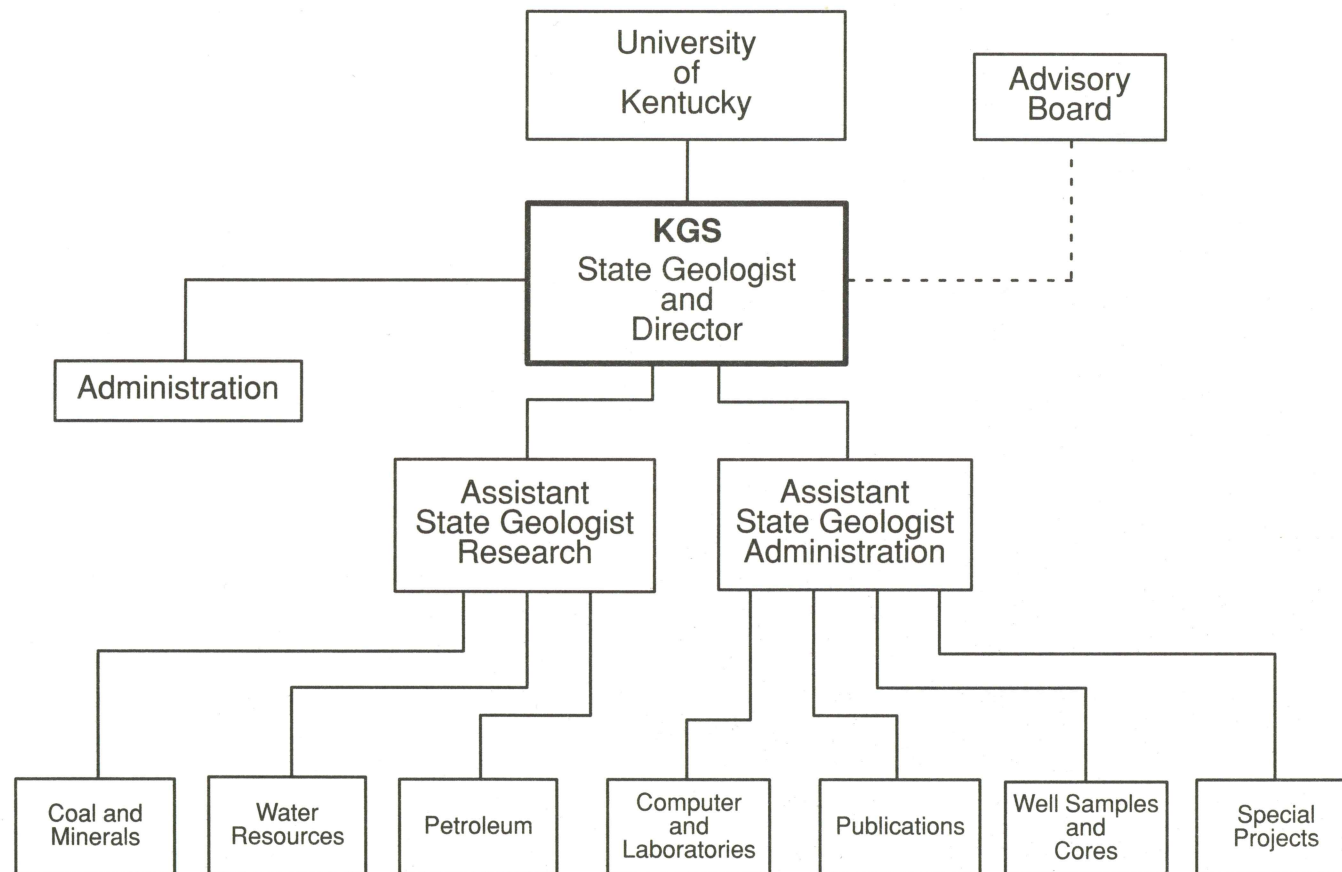 University
of
Kentucky
Advisory
Board
KGS
State Geologist
and
Director
Administration
Assistant
State Geologist
Research
Assistant
State Geologist
Administration
Coal and
Minerals
Water
Resources
Petroleum
Computer
and
Laboratories
Publications
Well Samples
and
Cores
Special
Projects